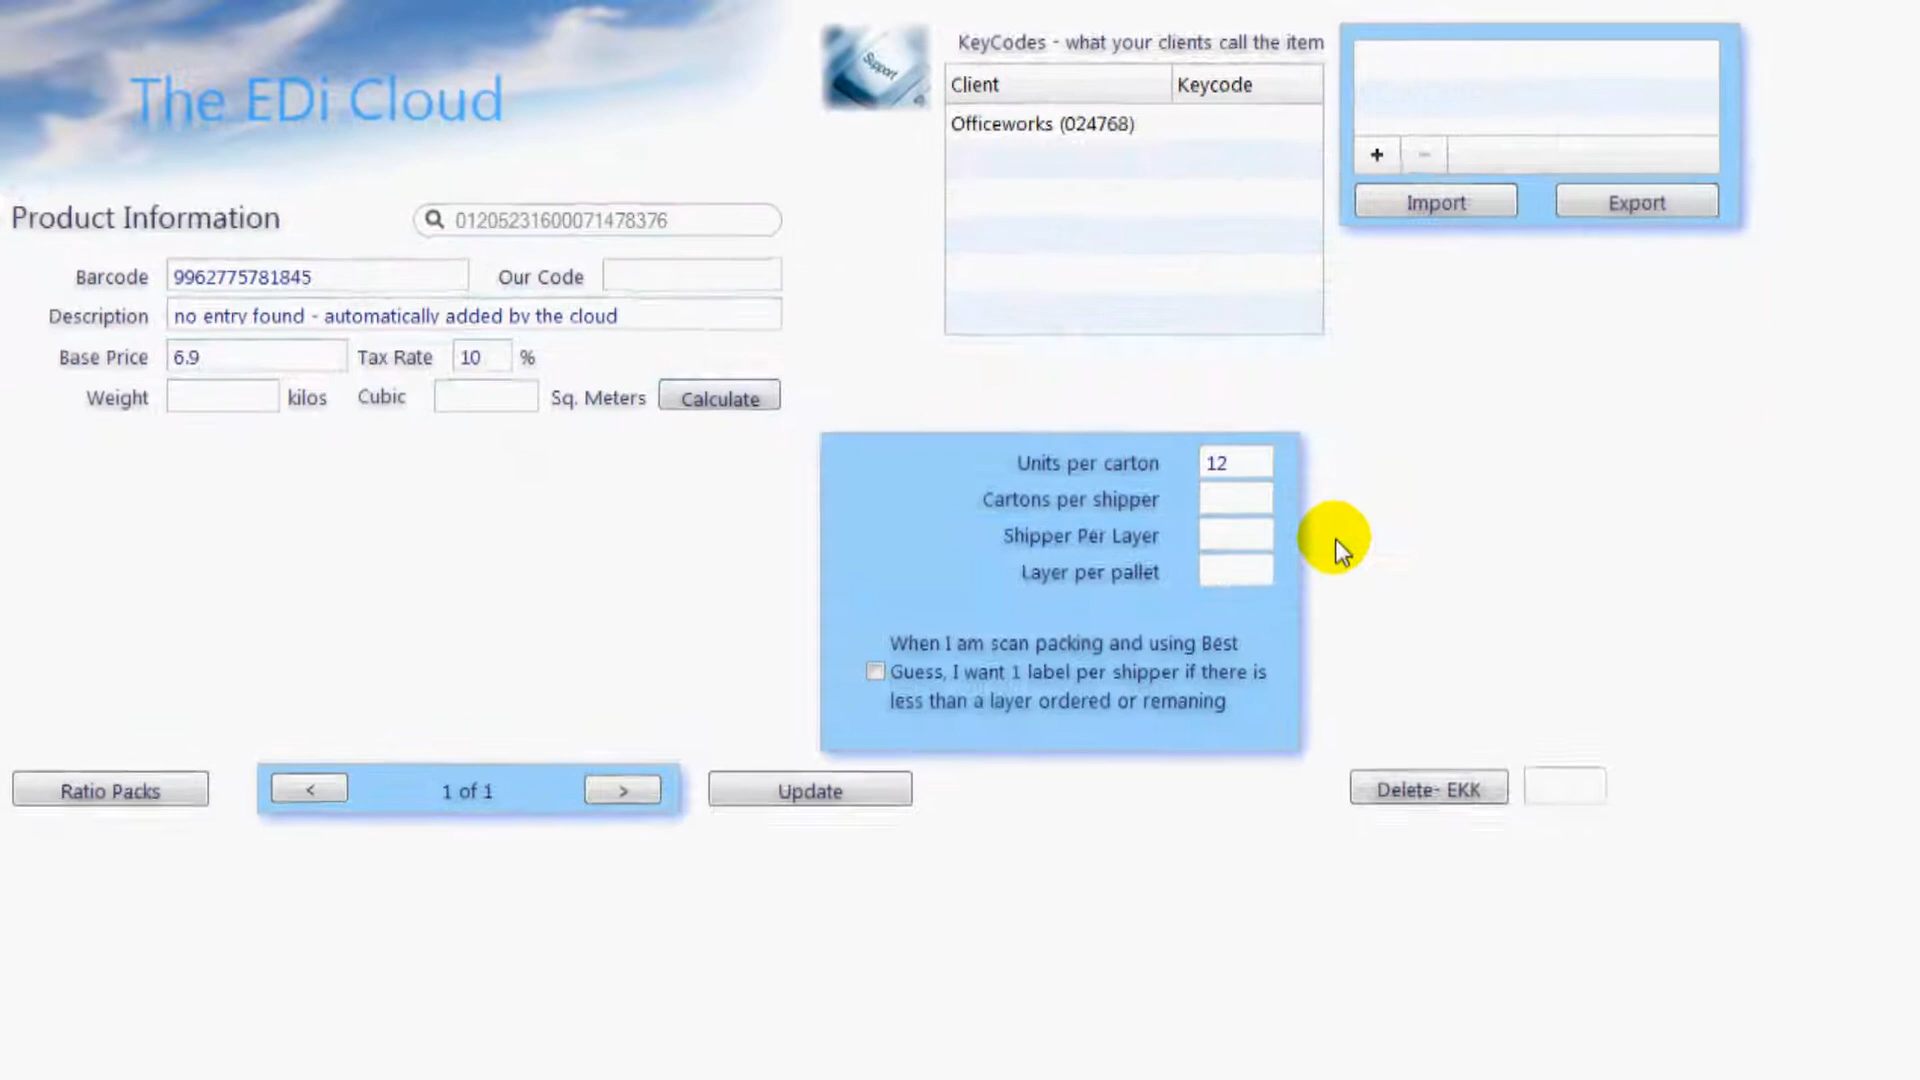 The EDi Cloud
Support
KeyCodes - what your clients call the item
Client Keycode
Officeworks (024768)
+ −
Import Export
Product Information
01205231600071478376
Barcode 9962775781845 Our Code
Description no entry found - automatically added by the cloud
Base Price 6.9 Tax Rate 10 %
Weight kilos Cubic Sq. Meters Calculate
Units per carton 12
Cartons per shipper
Shipper Per Layer
Layer per pallet
When I am scan packing and using Best
Guess, I want 1 label per shipper if there is
less than a layer ordered or remaning
Ratio Packs < 1 of 1 > Update Delete- EKK